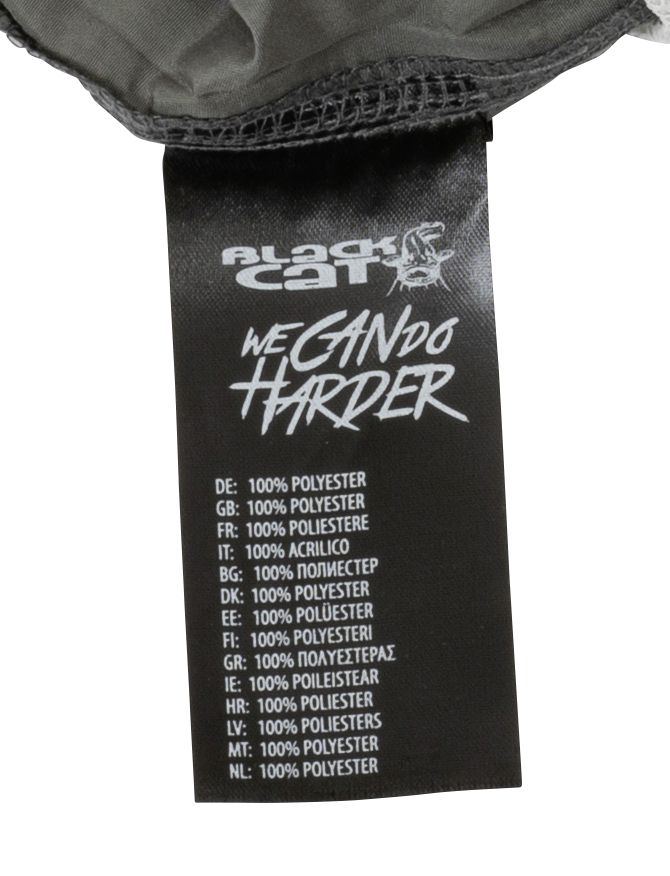 BLACK
CAT
WE CAN DO
HARDER
DE: 100% POLYESTER
GB: 100% POLYESTER
FR: 100% POLIESTERE
IT: 100% ACRILICO
BG: 100% ПОЛИЕСТЕР
DK: 100% POLYESTER
EE: 100% POLÜESTER
FI: 100% POLYESTERI
GR: 100% ΠΟΛΥΕΣΤΕΡΑΣ
IE: 100% POILEISTEAR
HR: 100% POLIESTER
LV: 100% POLIESTERS
MT: 100% POLYESTER
NL: 100% POLYESTER